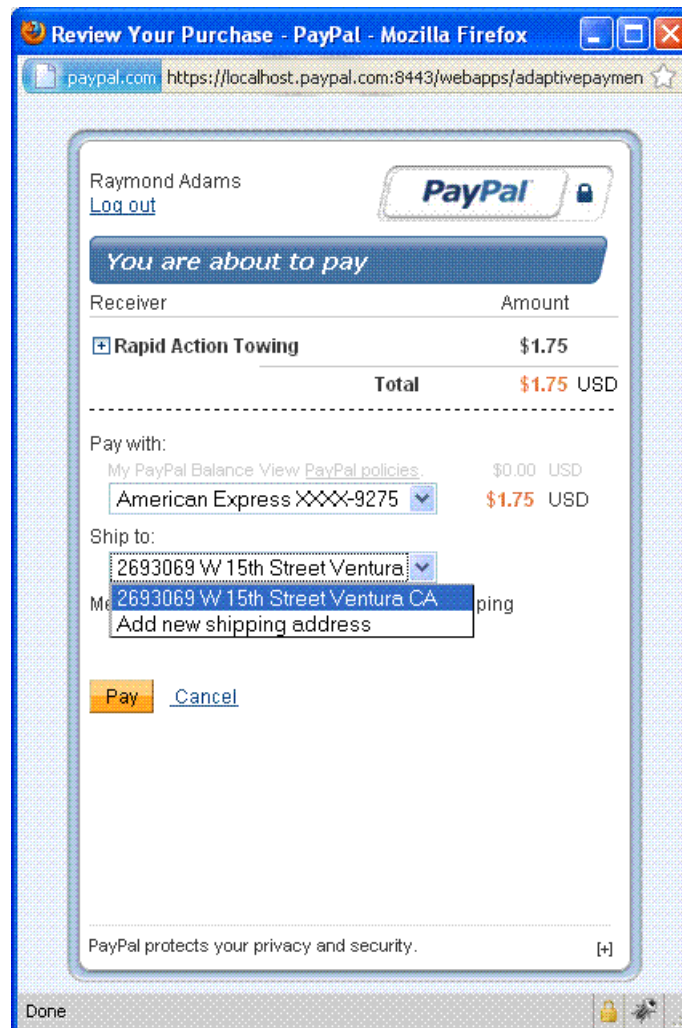 Review Your Purchase - PayPal - Mozilla Firefox
paypal.com https://localhost.paypal.com:8443/webapps/adaptivepaymen
Raymond Adams
Log out
PayPal
You are about to pay
Receiver Amount
Rapid Action Towing $1.75
Total $1.75 USD
Pay with:
My PayPal Balance View PayPal policies. $0.00 USD
American Express XXXX-9275 $1.75 USD
Ship to:
2693069 W 15th Street Ventura
2693069 W 15th Street Ventura CA
Add new shipping address
Pay Cancel
PayPal protects your privacy and security. [+]
Done